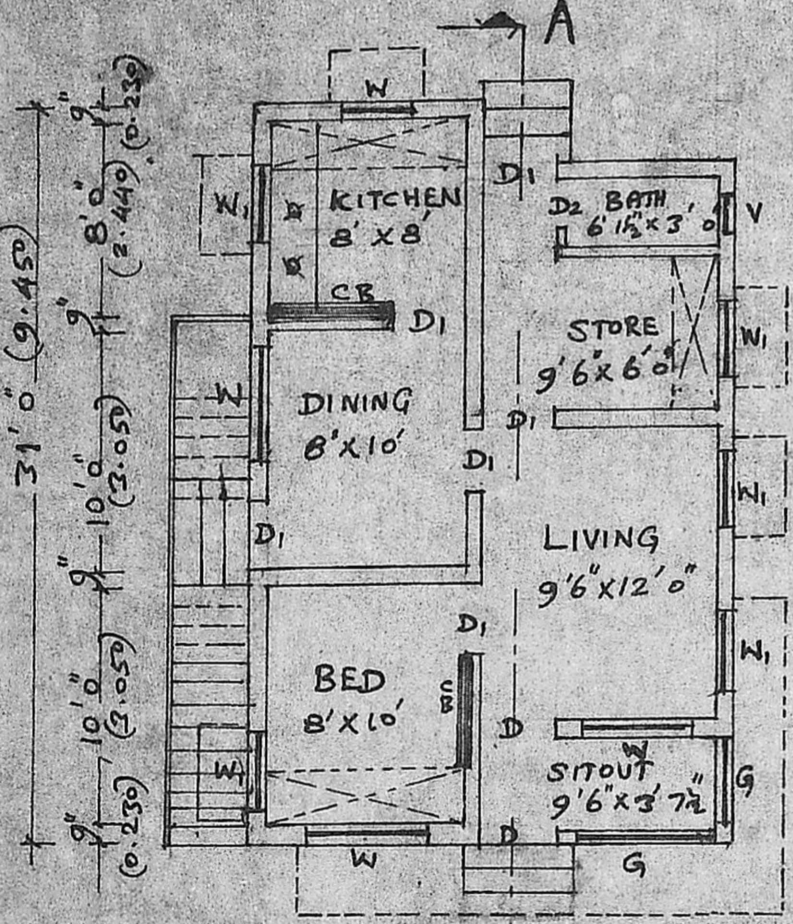 A
W
KITCHEN
8' X 8'
W1
CB
D1
D1
D2 BATH
6' 1½" X 3' 0"
V
STORE
9'6" X 6'0"
W1
DINING
8' X 10'
W
D1
D1
D1
LIVING
9'6" X 12'0"
W1
W1
D1
BED
8' X 10'
CB
D
W
SITOUT
9'6" X 3' 7½"
G
D
W
G
31' 0" (9.450)
9"
(0.230)
8' 0"
(2.440)
9"
10' 0"
(3.050)
9"
10' 0"
(3.050)
9"
(0.230)